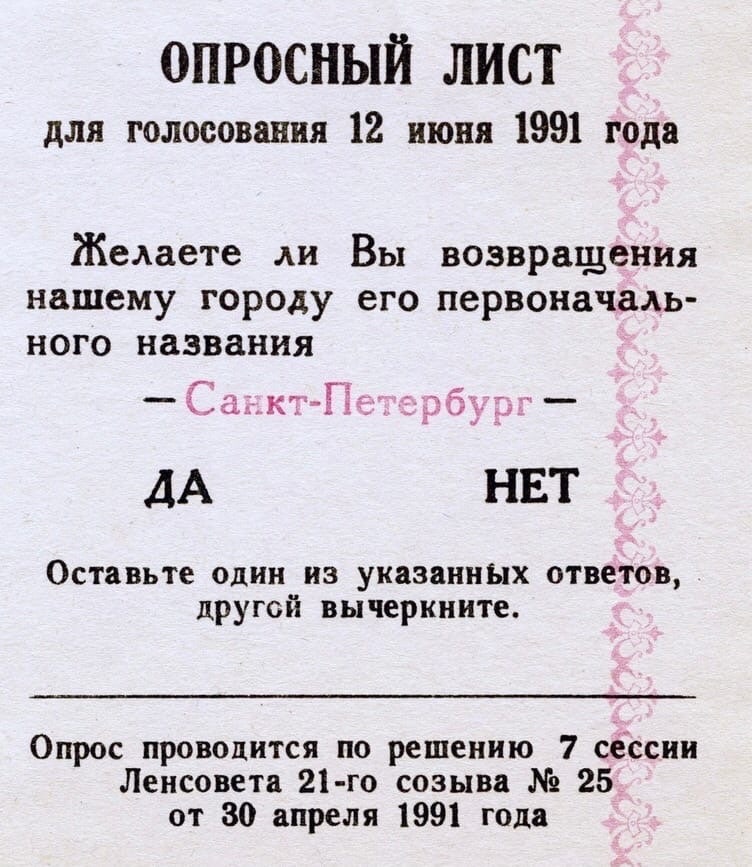 ОПРОСНЫЙ ЛИСТ
для голосования 12 июня 1991 года
Желаете ли Вы возвращения
нашему городу его первоначаль-
ного названия
— Санкт-Петербург —
ДА НЕТ
Оставьте один из указанных ответов,
другой вычеркните.
Опрос проводится по решению 7 сессии
Ленсовета 21-го созыва № 25
от 30 апреля 1991 года